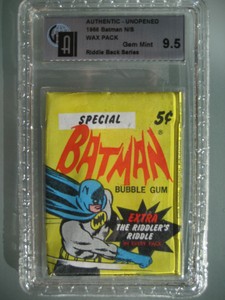 AUTHENTIC - UNOPENED
1966 Batman N/S
WAX PACK
Gem Mint 9.5
Riddle Back Series
GAI
SPECIAL 5¢
BATMAN
BUBBLE GUM
EXTRA
THE RIDDLER'S
RIDDLE